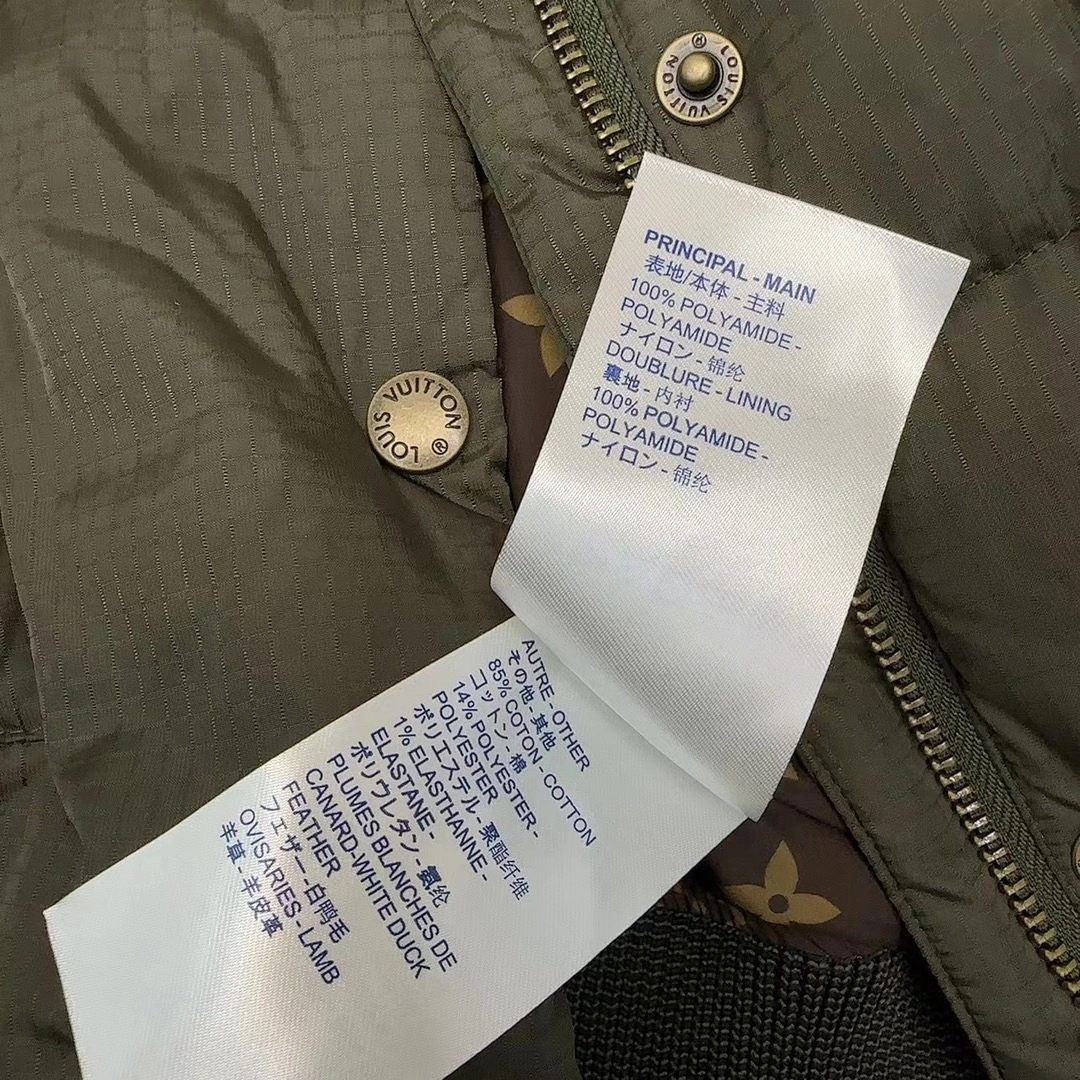 LOUIS VUITTON ®
LOUIS VUITTON ®
PRINCIPAL - MAIN
表地/本体 - 主料
100% POLYAMIDE -
POLYAMIDE
ナイロン - 锦纶
DOUBLURE - LINING
裏地 - 内衬
100% POLYAMIDE -
POLYAMIDE
ナイロン - 锦纶
AUTRE - OTHER
その他 - 其他
85% COTON - COTTON
コットン - 棉
14% POLYESTER -
POLYESTER
ポリエステル - 聚酯纤维
1% ELASTHANNE -
ELASTANE -
ポリウレタン - 氨纶
PLUMES BLANCHES DE
CANARD-WHITE DUCK
FEATHER
フェザー - 白鸭毛
OVISARIES - LAMB
羊革 - 羊皮革